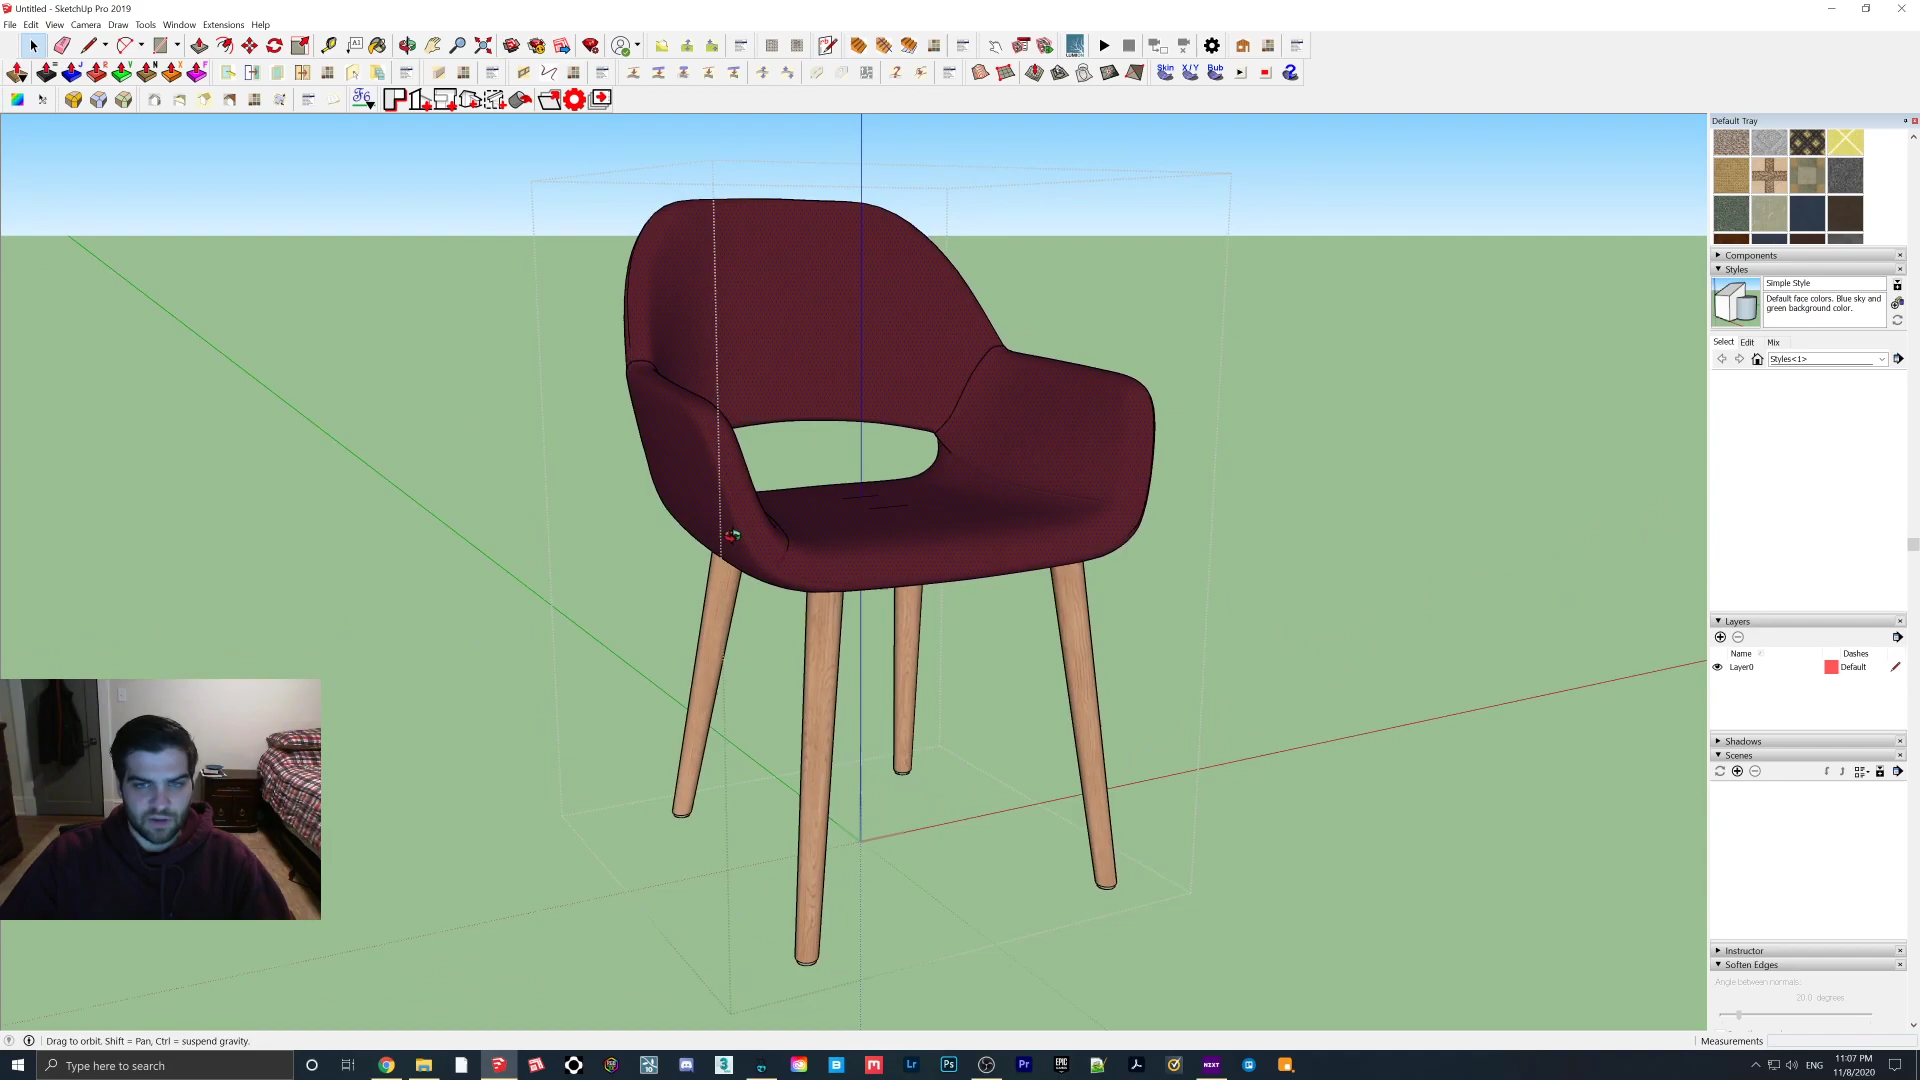 Untitled - SketchUp Pro 2019
File Edit View Camera Draw Tools Window Extensions Help
Skin X/Y Bub
Default Tray
Components
Styles
Simple Style
Default face colors. Blue sky and green background color.
Select Edit Mix
Styles<1>
Layers
Name Dashes
Layer0 Default
Shadows
Scenes
Instructor
Soften Edges
Angle between normals:
20.0 degrees
Drag to orbit. Shift = Pan, Ctrl = suspend gravity.
Measurements
Type here to search
ENG
11:07 PM
11/8/2020